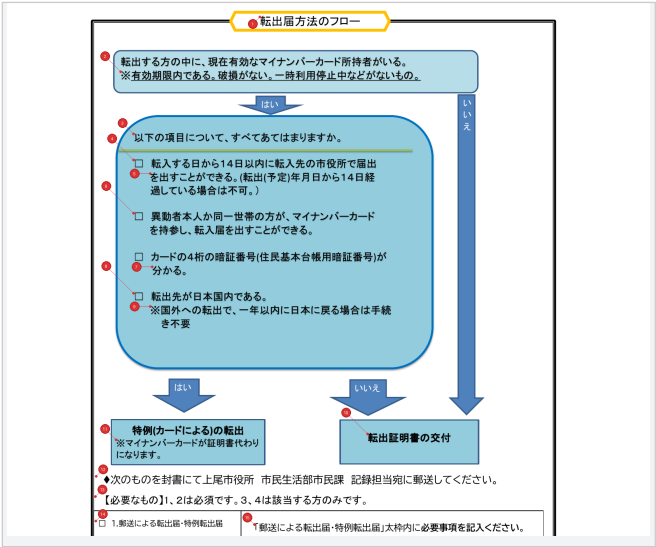 転出届方法のフロー
転出する方の中に、現在有効なマイナンバーカード所持者がいる。
※有効期限内である。破損がない。一時利用停止中などがないもの。
はい
いいえ
以下の項目について、すべてあてはまりますか。
□ 転入する日から14日以内に転入先の市役所で届出
を出すことができる。(転出(予定)年月日から14日経
過している場合は不可。)
□ 異動者本人か同一世帯の方が、マイナンバーカード
を持参し、転入届を出すことができる。
□ カードの4桁の暗証番号(住民基本台帳用暗証番号)が
分かる。
□ 転出先が日本国内である。
※国外への転出で、一年以内に日本に戻る場合は手続
き不要
はい
いいえ
特例(カードによる)の転出
※マイナンバーカードが証明書代わり
になります。
転出証明書の交付
♦次のものを封書にて上尾市役所 市民生活部市民課 記録担当宛に郵送してください。
【必要なもの】1、2は必須です。3、4は該当する方のみです。
□ 1.郵送による転出届・特例転出届
「郵送による転出届・特例転出届」太枠内に必要事項を記入ください。